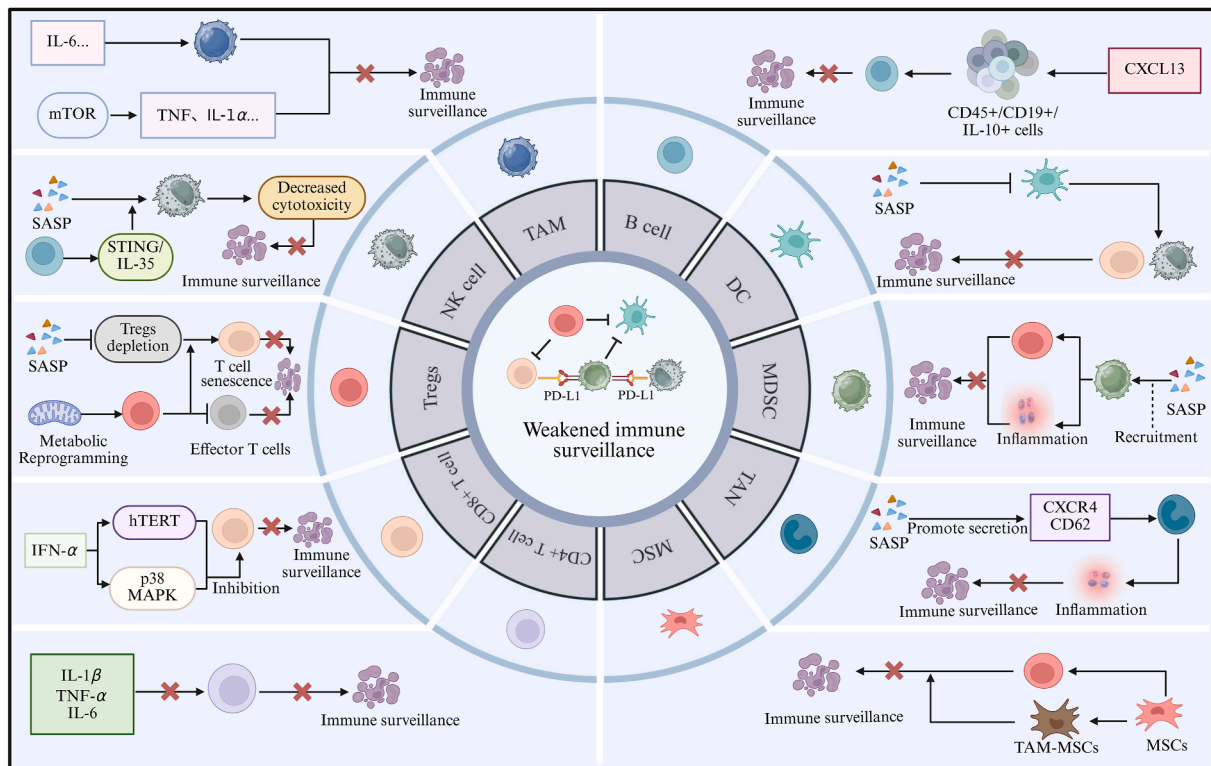 IL-6...
mTOR
TNF、IL-1α...
Immune
surveillance
CXCL13
CD45+/CD19+/
IL-10+ cells
Immune
surveillance
SASP
STING/
IL-35
Decreased
cytotoxicity
Immune surveillance
SASP
Immune surveillance
SASP
Tregs
depletion
T cell
senescence
Metabolic
Reprogramming
Effector T cells
Immune
surveillance
Inflammation
SASP
Recruitment
IFN-α
hTERT
p38
MAPK
Inhibition
Immune
surveillance
SASP
Promote secretion
CXCR4
CD62
Immune surveillance
Inflammation
IL-1β
TNF-α
IL-6
Immune surveillance
Immune surveillance
TAM-MSCs
MSCs
TAM
B cell
DC
MDSC
TAN
MSC
CD4+ T cell
CD8+ T cell
Tregs
NK cell
PD-L1
PD-L1
Weakened immune
surveillance